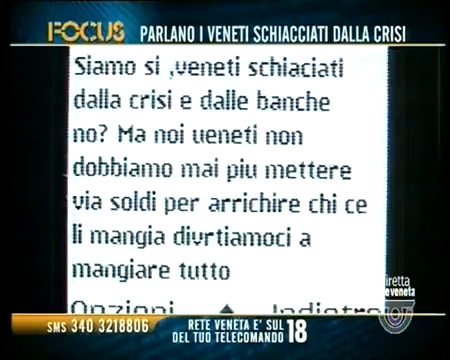 FOCUS PARLANO I VENETI SCHIACCIATI DALLA CRISI
Siamo si ,veneti schiaciati
dalla crisi e dalle banche
no? Ma noi veneti non
dobbiamo mai piu mettere
via soldi per arrichire chi ce
li mangia divrtiamoci a
mangiare tutto
Opzioni Indietro
diretta
reteveneta
SMS 340 3218806
RETE VENETA E' SUL
DEL TUO TELECOMANDO 18